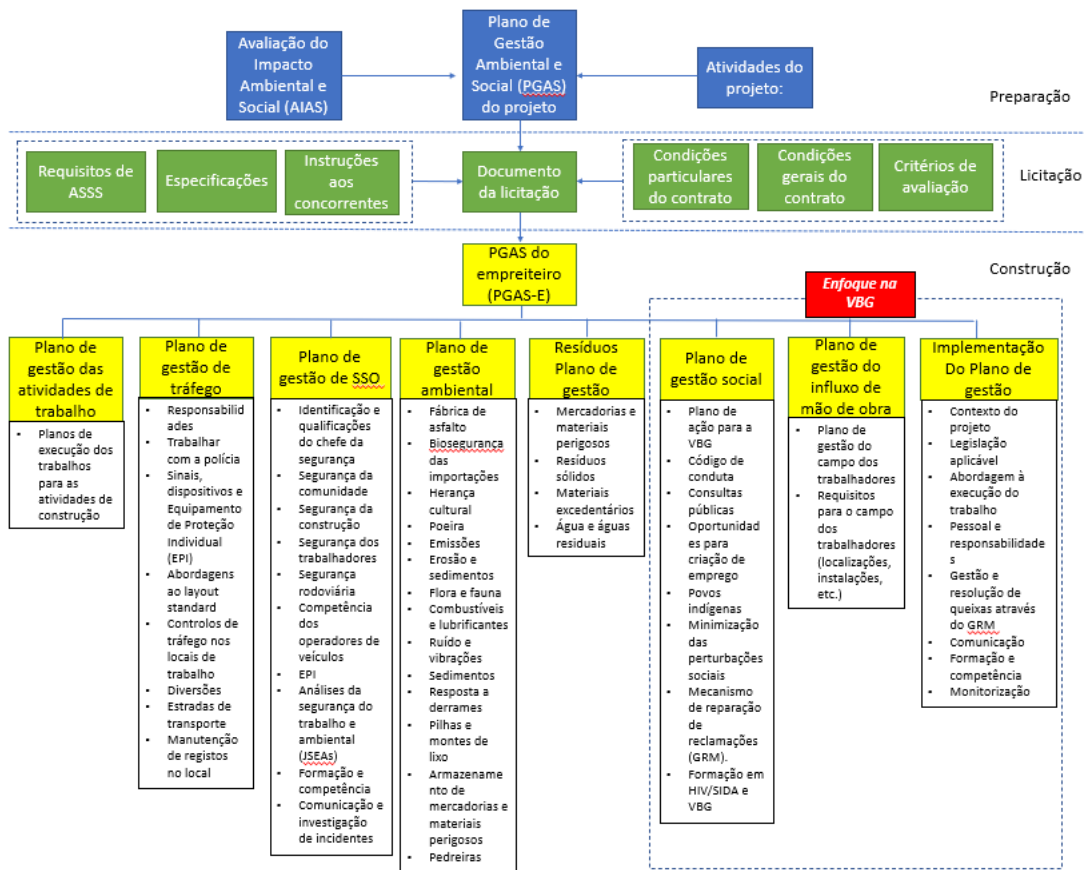 Avaliação do
Impacto
Ambiental e
Social (AIAS)
Plano de
Gestão
Ambiental e
Social (PGAS)
do projeto
Atividades do
projeto:
Preparação
Requisitos de
ASSS
Especificações
Instruções
aos
concorrentes
Documento
da licitação
Condições
particulares
do contrato
Condições
gerais do
contrato
Critérios de
avaliação
Licitação
PGAS do
empreiteiro
(PGAS-E)
Construção
Enfoque na
VBG
Plano de
gestão das
atividades de
trabalho
▪ Planos de
execução dos
trabalhos
para as
atividades de
construção
Plano de
gestão de
tráfego
▪ Responsabilid
ades
▪ Trabalhar
com a polícia
▪ Sinais,
dispositivos e
Equipamento
de Proteção
Individual
(EPI)
▪ Abordagens
ao layout
standard
▪ Controlos de
tráfego nos
locais de
trabalho
▪ Diversões
▪ Estradas de
transporte
▪ Manutenção
de registos
no local
Plano de
gestão de SSO
▪ Identificação e
qualificações
do chefe da
segurança
▪ Segurança da
comunidade
▪ Segurança da
construção
▪ Segurança dos
trabalhadores
▪ Segurança
rodoviária
▪ Competência
dos
operadores de
veículos
▪ EPI
▪ Análises da
segurança do
trabalho e
ambiental
(JSEAs)
▪ Formação e
competência
▪ Comunicação e
investigação
de incidentes
Plano de
gestão
ambiental
▪ Fábrica de
asfalto
▪ Biosegurança
das
importações
▪ Herança
cultural
▪ Poeira
▪ Emissões
▪ Erosão e
sedimentos
▪ Flora e fauna
▪ Combustíveis
e lubrificantes
▪ Ruído e
vibrações
▪ Sedimentos
▪ Resposta a
derrames
▪ Pilhas e
montes de
lixo
▪ Armazename
nto de
mercadorias e
materiais
perigosos
▪ Pedreiras
Resíduos
Plano de
gestão
▪ Mercadorias e
materiais
perigosos
▪ Resíduos
sólidos
▪ Materiais
excedentários
▪ Água e águas
residuais
Plano de
gestão social
▪ Plano de
ação para a
VBG
▪ Código de
conduta
▪ Consultas
públicas
▪ Oportunidad
es para
criação de
emprego
▪ Povos
indígenas
▪ Minimização
das
perturbações
sociais
▪ Mecanismo
de reparação
de
reclamações
(GRM).
▪ Formação em
HIV/SIDA e
VBG
Plano de
gestão do
influxo de
mão de obra
▪ Plano de
gestão do
campo dos
trabalhadores
▪ Requisitos
para o campo
dos
trabalhadores
(localizações,
instalações,
etc.)
Implementação
Do Plano de
gestão
▪ Contexto do
projeto
▪ Legislação
aplicável
▪ Abordagem à
execução do
trabalho
▪ Pessoal e
responsabilidade
s
▪ Gestão e
resolução de
queixas através
do GRM
▪ Comunicação
▪ Formação e
competência
▪ Monitorização